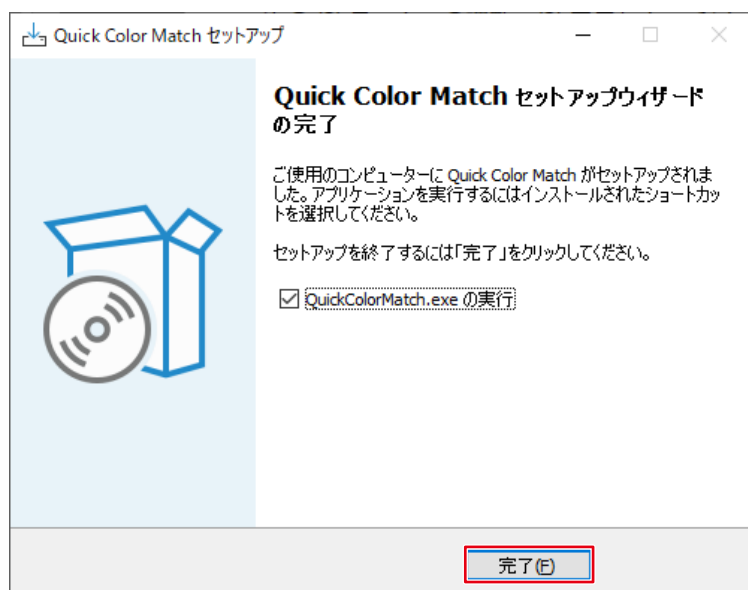 Quick Color Match セットアップ
Quick Color Match セットアップウィザード
の完了
ご使用のコンピューターに Quick Color Match がセットアップされま
した。アプリケーションを実行するにはインストールされたショートカッ
トを選択してください。
セットアップを終了するには「完了」をクリックしてください。
QuickColorMatch.exe の実行
完了(F)